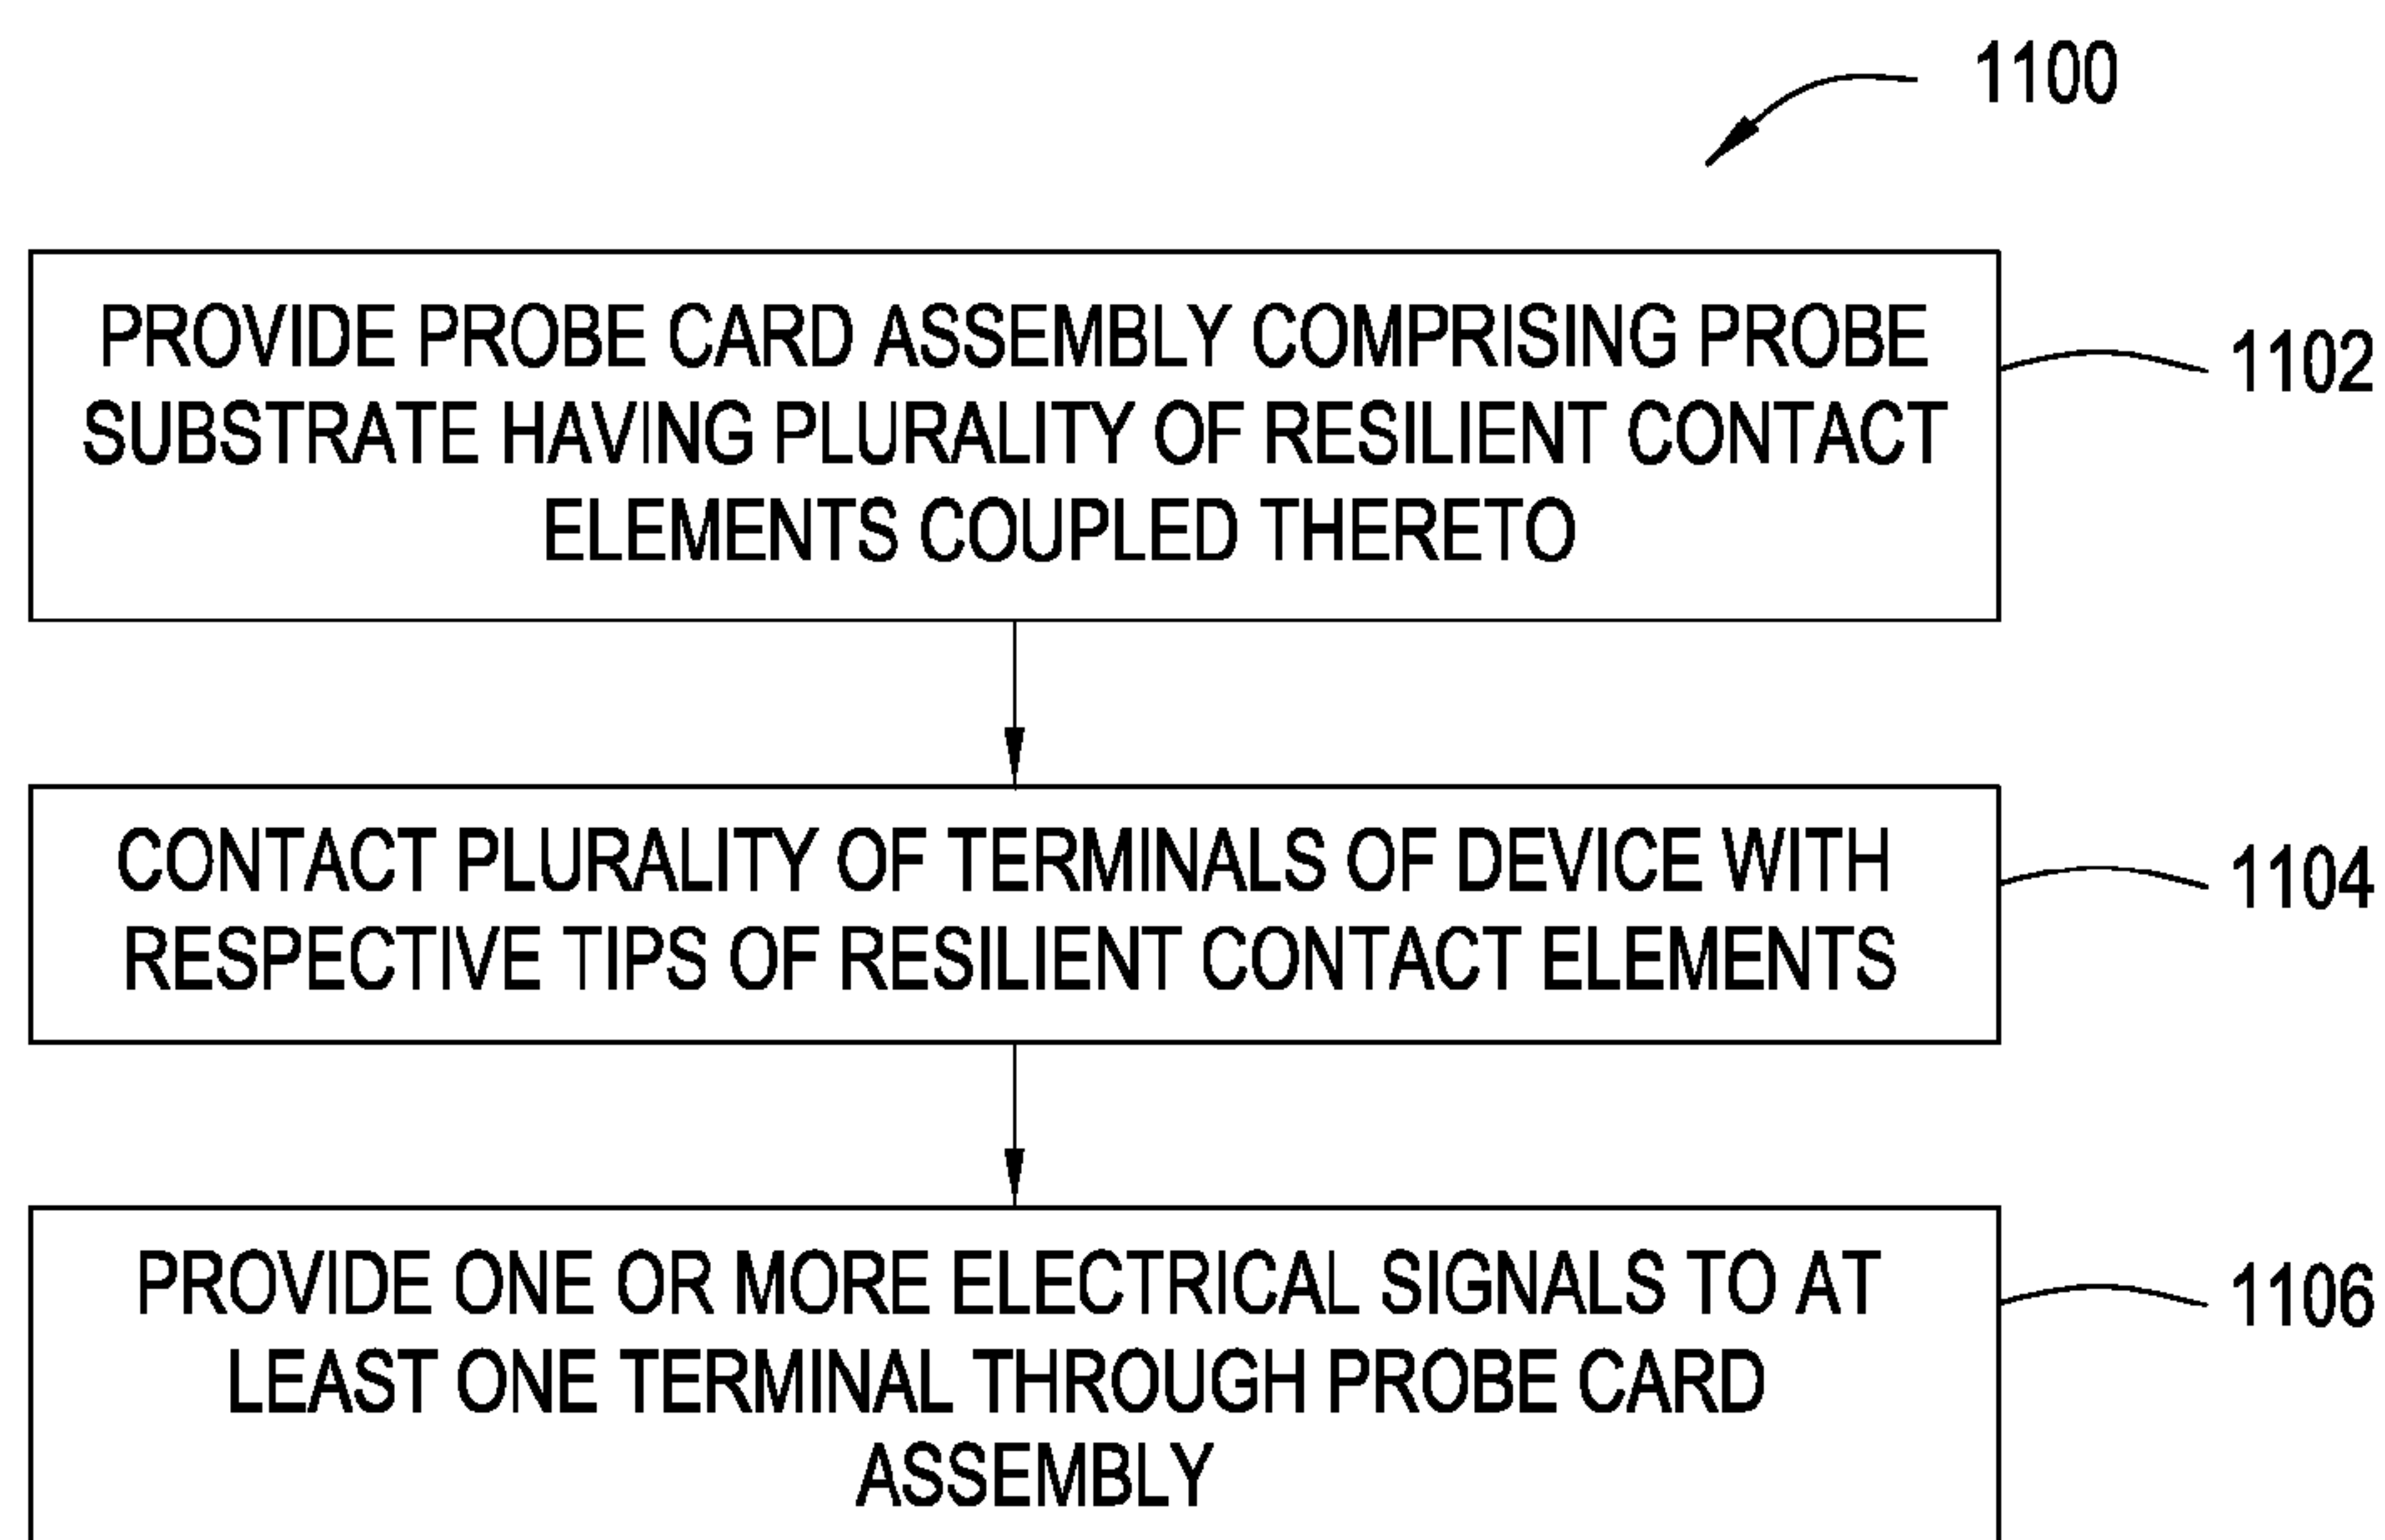 1100
PROVIDE PROBE CARD ASSEMBLY COMPRISING PROBE
SUBSTRATE HAVING PLURALITY OF RESILIENT CONTACT
ELEMENTS COUPLED THERETO
1102
CONTACT PLURALITY OF TERMINALS OF DEVICE WITH
RESPECTIVE TIPS OF RESILIENT CONTACT ELEMENTS
1104
PROVIDE ONE OR MORE ELECTRICAL SIGNALS TO AT
LEAST ONE TERMINAL THROUGH PROBE CARD
ASSEMBLY
1106